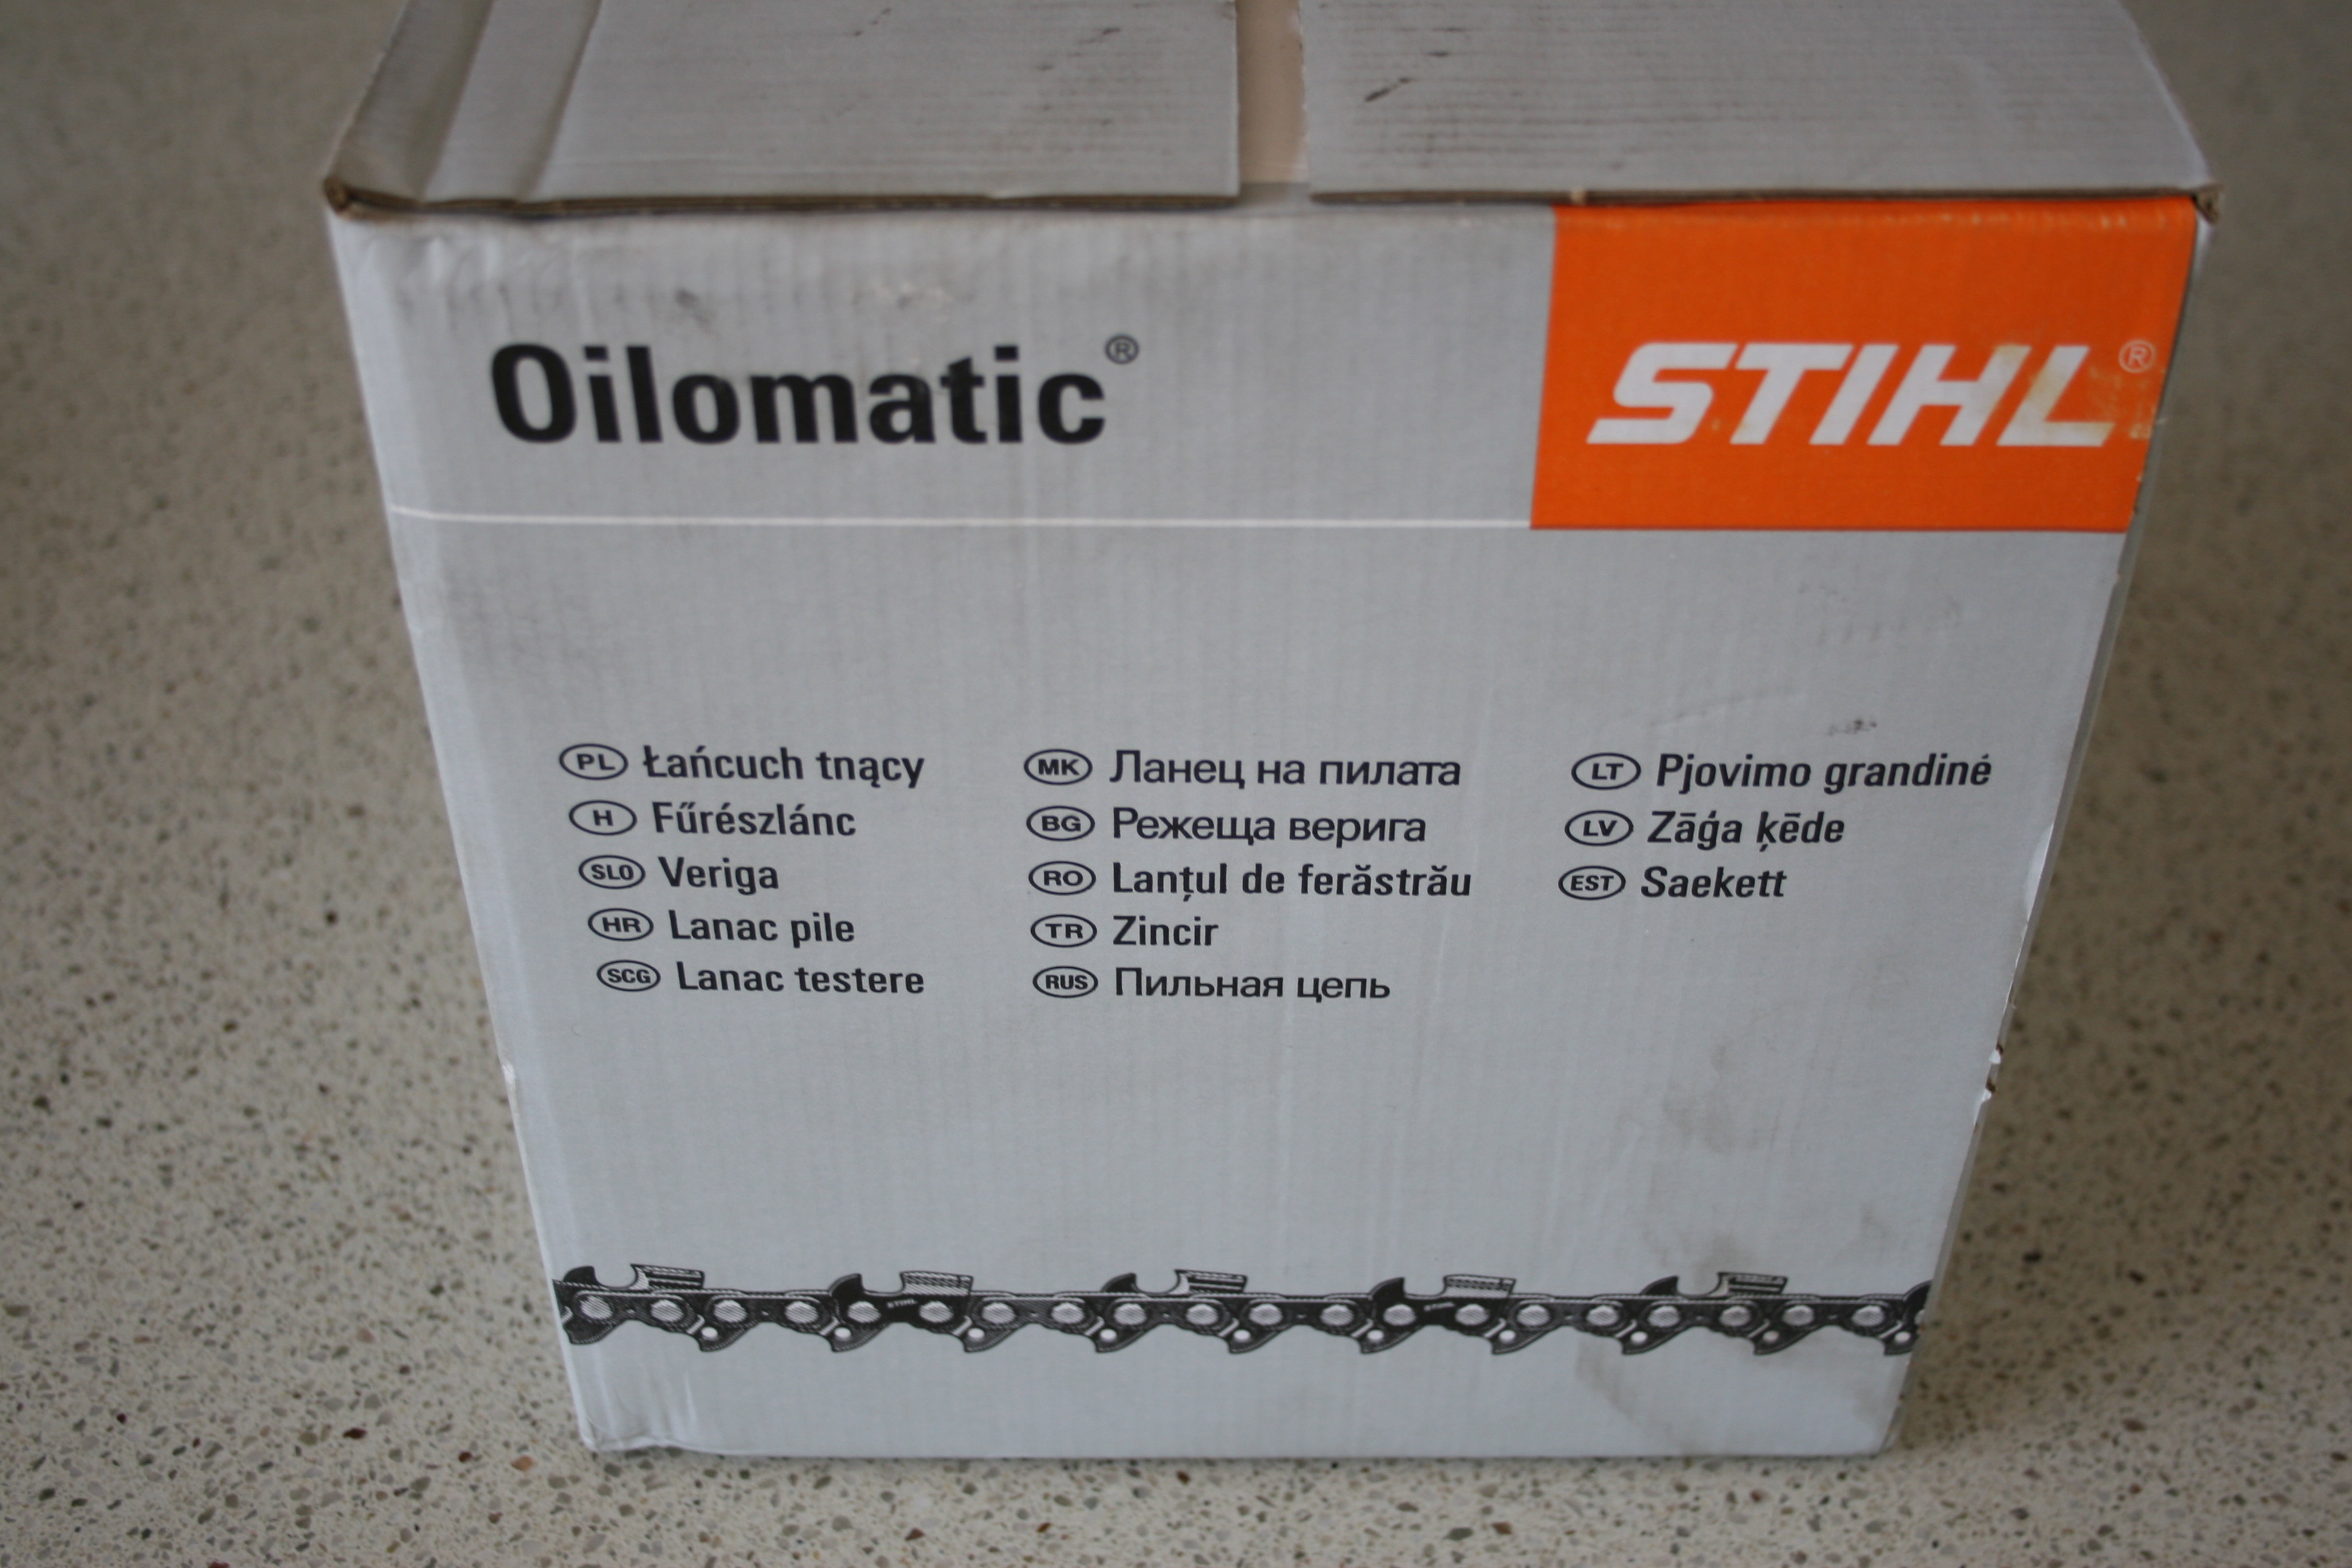 Oilomatic®
STIHL®
PL Łańcuch tnący
H Fűrészlánc
SLO Veriga
HR Lanac pile
SCG Lanac testere
MK Ланец на пилата
BG Режеща верига
RO Lanțul de ferăstrău
TR Zincir
RUS Пильная цепь
LT Pjovimo grandinė
LV Zāģa ķēde
EST Saekett
STIHL